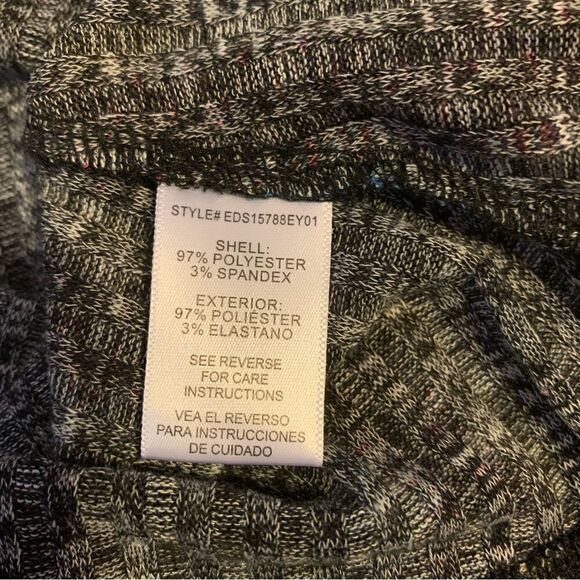 STYLE# EDS15788EY01
SHELL:
97% POLYESTER
3% SPANDEX
EXTERIOR:
97% POLIÉSTER
3% ELASTANO
SEE REVERSE
FOR CARE
INSTRUCTIONS
VEA EL REVERSO
PARA INSTRUCCIONES
DE CUIDADO